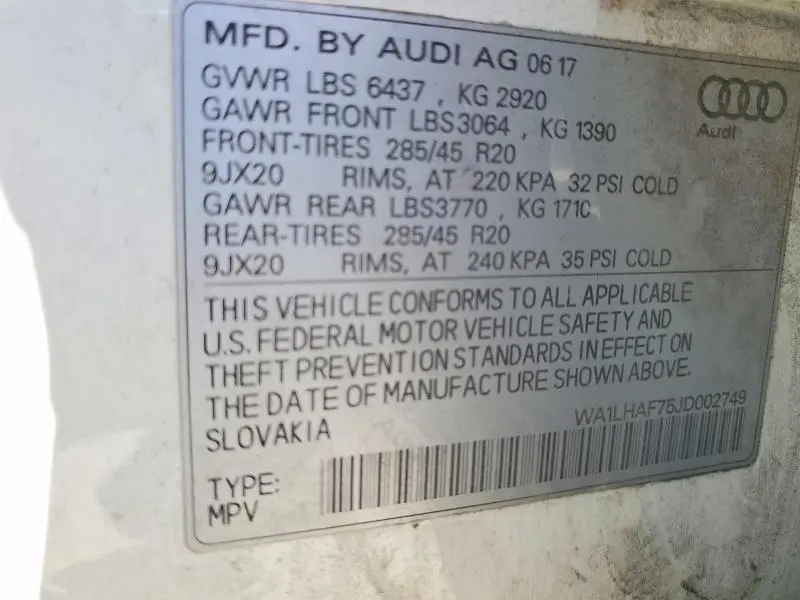 MFD. BY AUDI AG 06 17
GVWR LBS 6437 , KG 2920
GAWR FRONT LBS3064 , KG 1390
FRONT-TIRES 285/45 R20
9JX20 RIMS, AT 220 KPA 32 PSI COLD
GAWR REAR LBS3770 , KG 1710
REAR-TIRES 285/45 R20
9JX20 RIMS, AT 240 KPA 35 PSI COLD
Audi
THIS VEHICLE CONFORMS TO ALL APPLICABLE
U.S. FEDERAL MOTOR VEHICLE SAFETY AND
THEFT PREVENTION STANDARDS IN EFFECT ON
THE DATE OF MANUFACTURE SHOWN ABOVE.
SLOVAKIA
WA1LHAF75JD002749
TYPE:
MPV